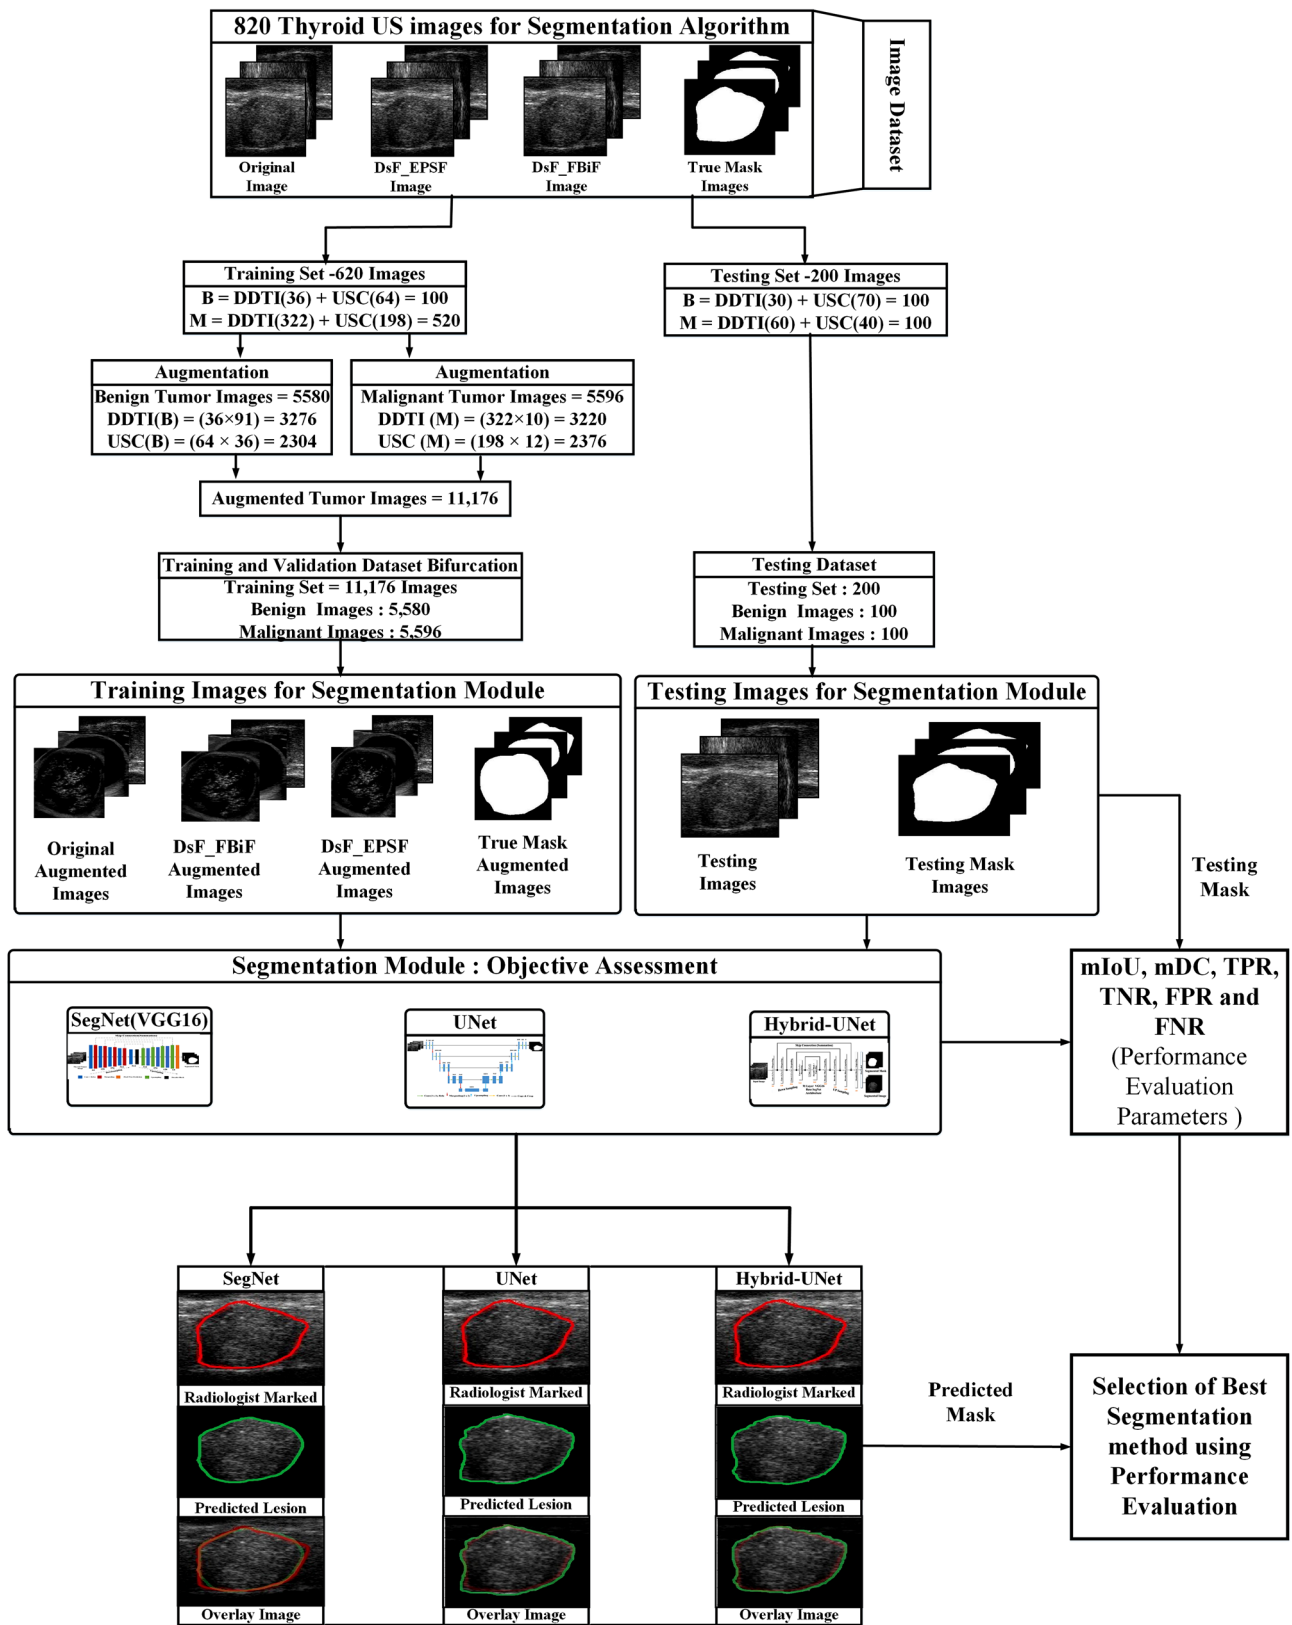 820 Thyroid US images for Segmentation Algorithm
Image Dataset
Original
Image
DsF_EPSF
Image
DsF_FBiF
Image
True Mask
Images
Training Set -620 Images
B = DDTI(36) + USC(64) = 100
M = DDTI(322) + USC(198) = 520
Testing Set -200 Images
B = DDTI(30) + USC(70) = 100
M = DDTI(60) + USC(40) = 100
Augmentation
Benign Tumor Images = 5580
DDTI(B) = (36×91) = 3276
USC(B) = (64 × 36) = 2304
Augmentation
Malignant Tumor Images = 5596
DDTI (M) = (322×10) = 3220
USC (M) = (198 × 12) = 2376
Augmented Tumor Images = 11,176
Training and Validation Dataset Bifurcation
Training Set = 11,176 Images
Benign Images : 5,580
Malignant Images : 5,596
Testing Dataset
Testing Set : 200
Benign Images : 100
Malignant Images : 100
Training Images for Segmentation Module
Original
Augmented
Images
DsF_FBiF
Augmented
Images
DsF_EPSF
Augmented
Images
True Mask
Augmented
Images
Testing Images for Segmentation Module
Testing
Images
Testing Mask
Images
Testing
Mask
Segmentation Module : Objective Assessment
SegNet(VGG16)
UNet
Hybrid-UNet
mIoU, mDC, TPR,
TNR, FPR and
FNR
(Performance
Evaluation
Parameters )
SegNet
Radiologist Marked
Predicted Lesion
Overlay Image
UNet
Radiologist Marked
Predicted Lesion
Overlay Image
Hybrid-UNet
Radiologist Marked
Predicted Lesion
Overlay Image
Predicted
Mask
Selection of Best
Segmentation
method using
Performance
Evaluation